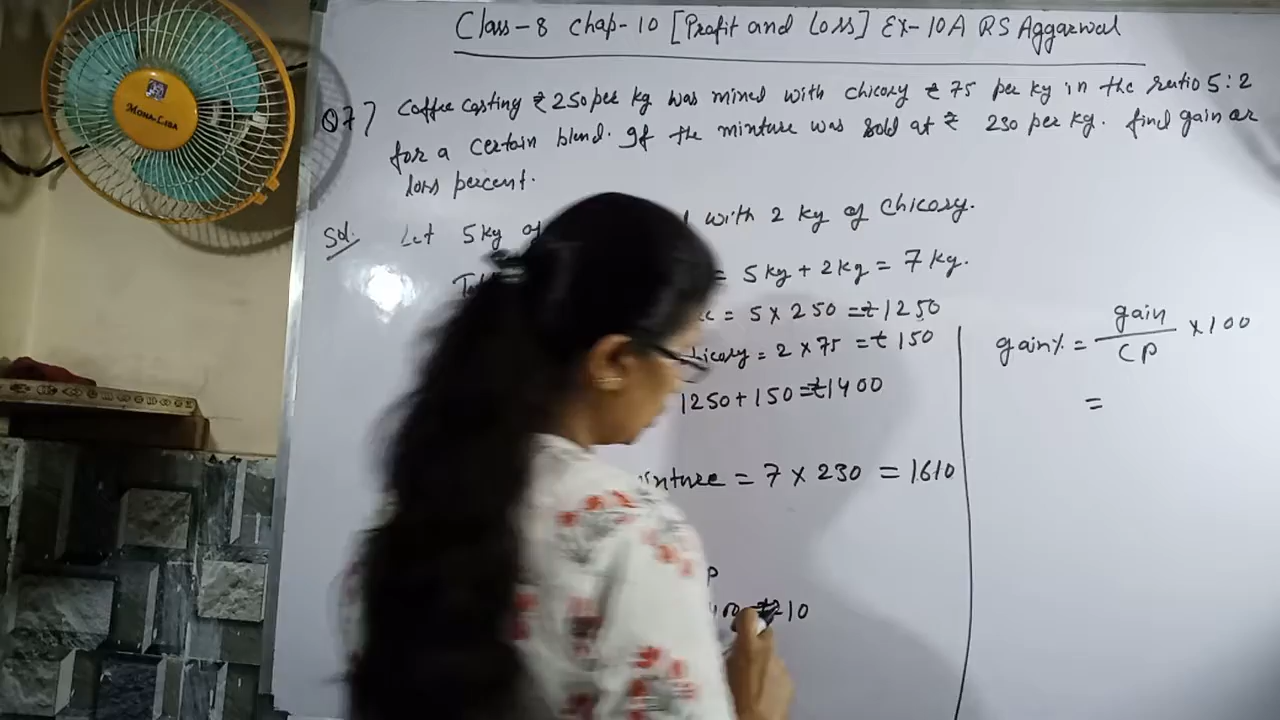 MONA-LISA
Class-8 Chap-10 [Profit and Loss] Ex-10A RS Aggarwal
Q7) Coffee costing ₹ 250 per kg was mixed with chicory ₹ 75 per kg in the ratio 5:2
for a certain blend. If the mixture was sold at ₹ 230 per kg. find gain or
loss percent.
Sol. Let 5kg of with 2 kg of chicory.
= 5kg + 2kg = 7 kg.
= 5 x 250 = ₹1250
hicory = 2 x 75 = ₹ 150
1250 + 150 = ₹1400
ixture = 7 x 230 = 1610
P
210
gain% = gain/CP x 100
=